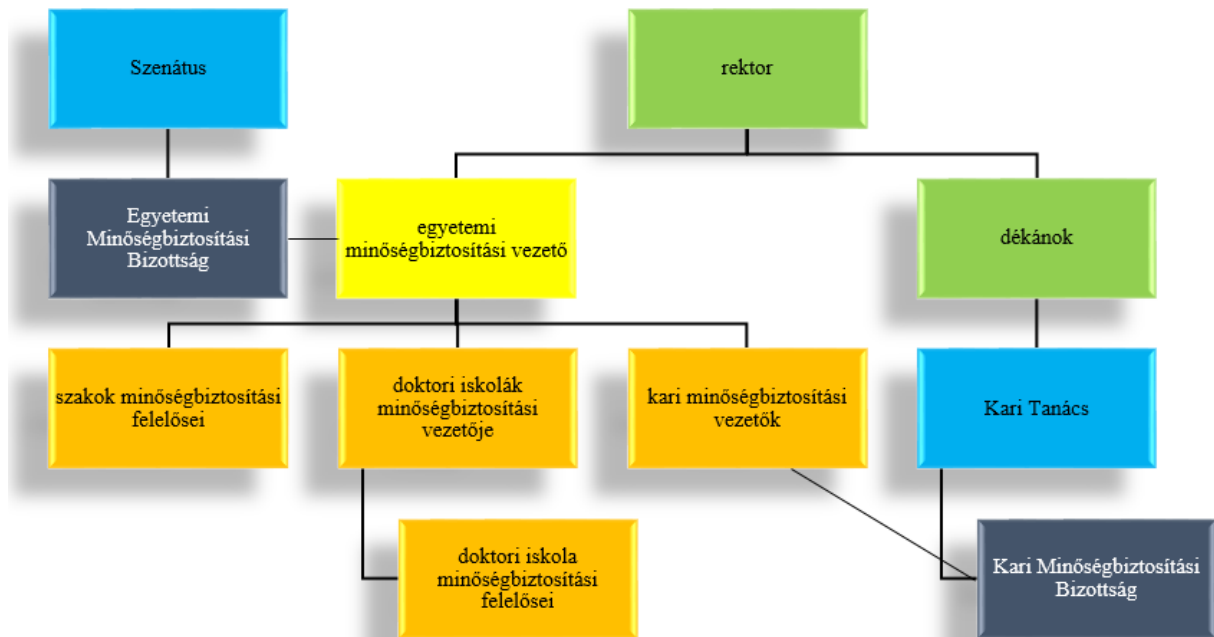 Szenátus
rektor
Egyetemi
Minőségbiztosítási
Bizottság
egyetemi
minőségbiztosítási vezető
dékánok
szakok minőségbiztosítási
felelősei
doktori iskolák
minőségbiztosítási
vezetője
kari minőségbiztosítási
vezetők
Kari Tanács
doktori iskola
minőségbiztosítási
felelősei
Kari Minőségbiztosítási
Bizottság